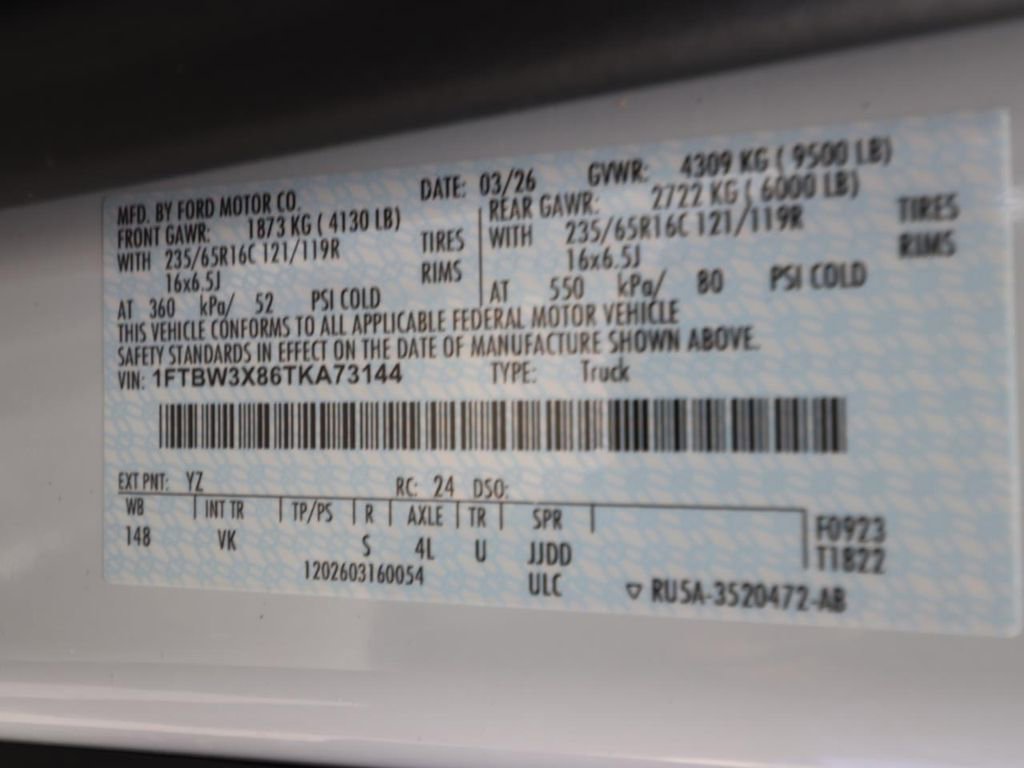 MFD. BY FORD MOTOR CO. DATE: 03/26 GVWR: 4309 KG ( 9500 LB)
FRONT GAWR: 1873 KG ( 4130 LB) REAR GAWR: 2722 KG ( 6000 LB)
WITH 235/65R16C 121/119R TIRES WITH 235/65R16C 121/119R TIRES
16x6.5J RIMS 16x6.5J RIMS
AT 360 kPa/ 52 PSI COLD AT 550 kPa/ 80 PSI COLD
THIS VEHICLE CONFORMS TO ALL APPLICABLE FEDERAL MOTOR VEHICLE
SAFETY STANDARDS IN EFFECT ON THE DATE OF MANUFACTURE SHOWN ABOVE.
VIN: 1FTBW3X86TKA73144 TYPE: Truck
EXT PNT: YZ RC: 24 DSO:
WB INT TR TP/PS R AXLE TR SPR F0923
148 VK S 4L U JJDD T1822
1202603160054 ULC RU5A-3520472-AB